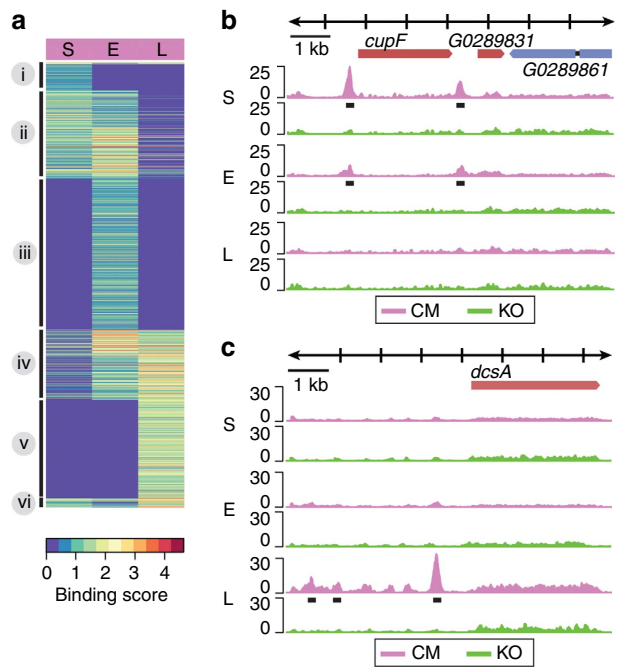 a
S E L
i
ii
iii
iv
v
vi
0 1 2 3 4
Binding score
b
1 kb
cupF G0289831
G0289861
S
25
0
25
0
E
25
0
25
0
L
25
0
25
0
CM KO
c
1 kb
dcsA
S
30
0
30
0
E
30
0
30
0
L
30
0
30
0
CM KO